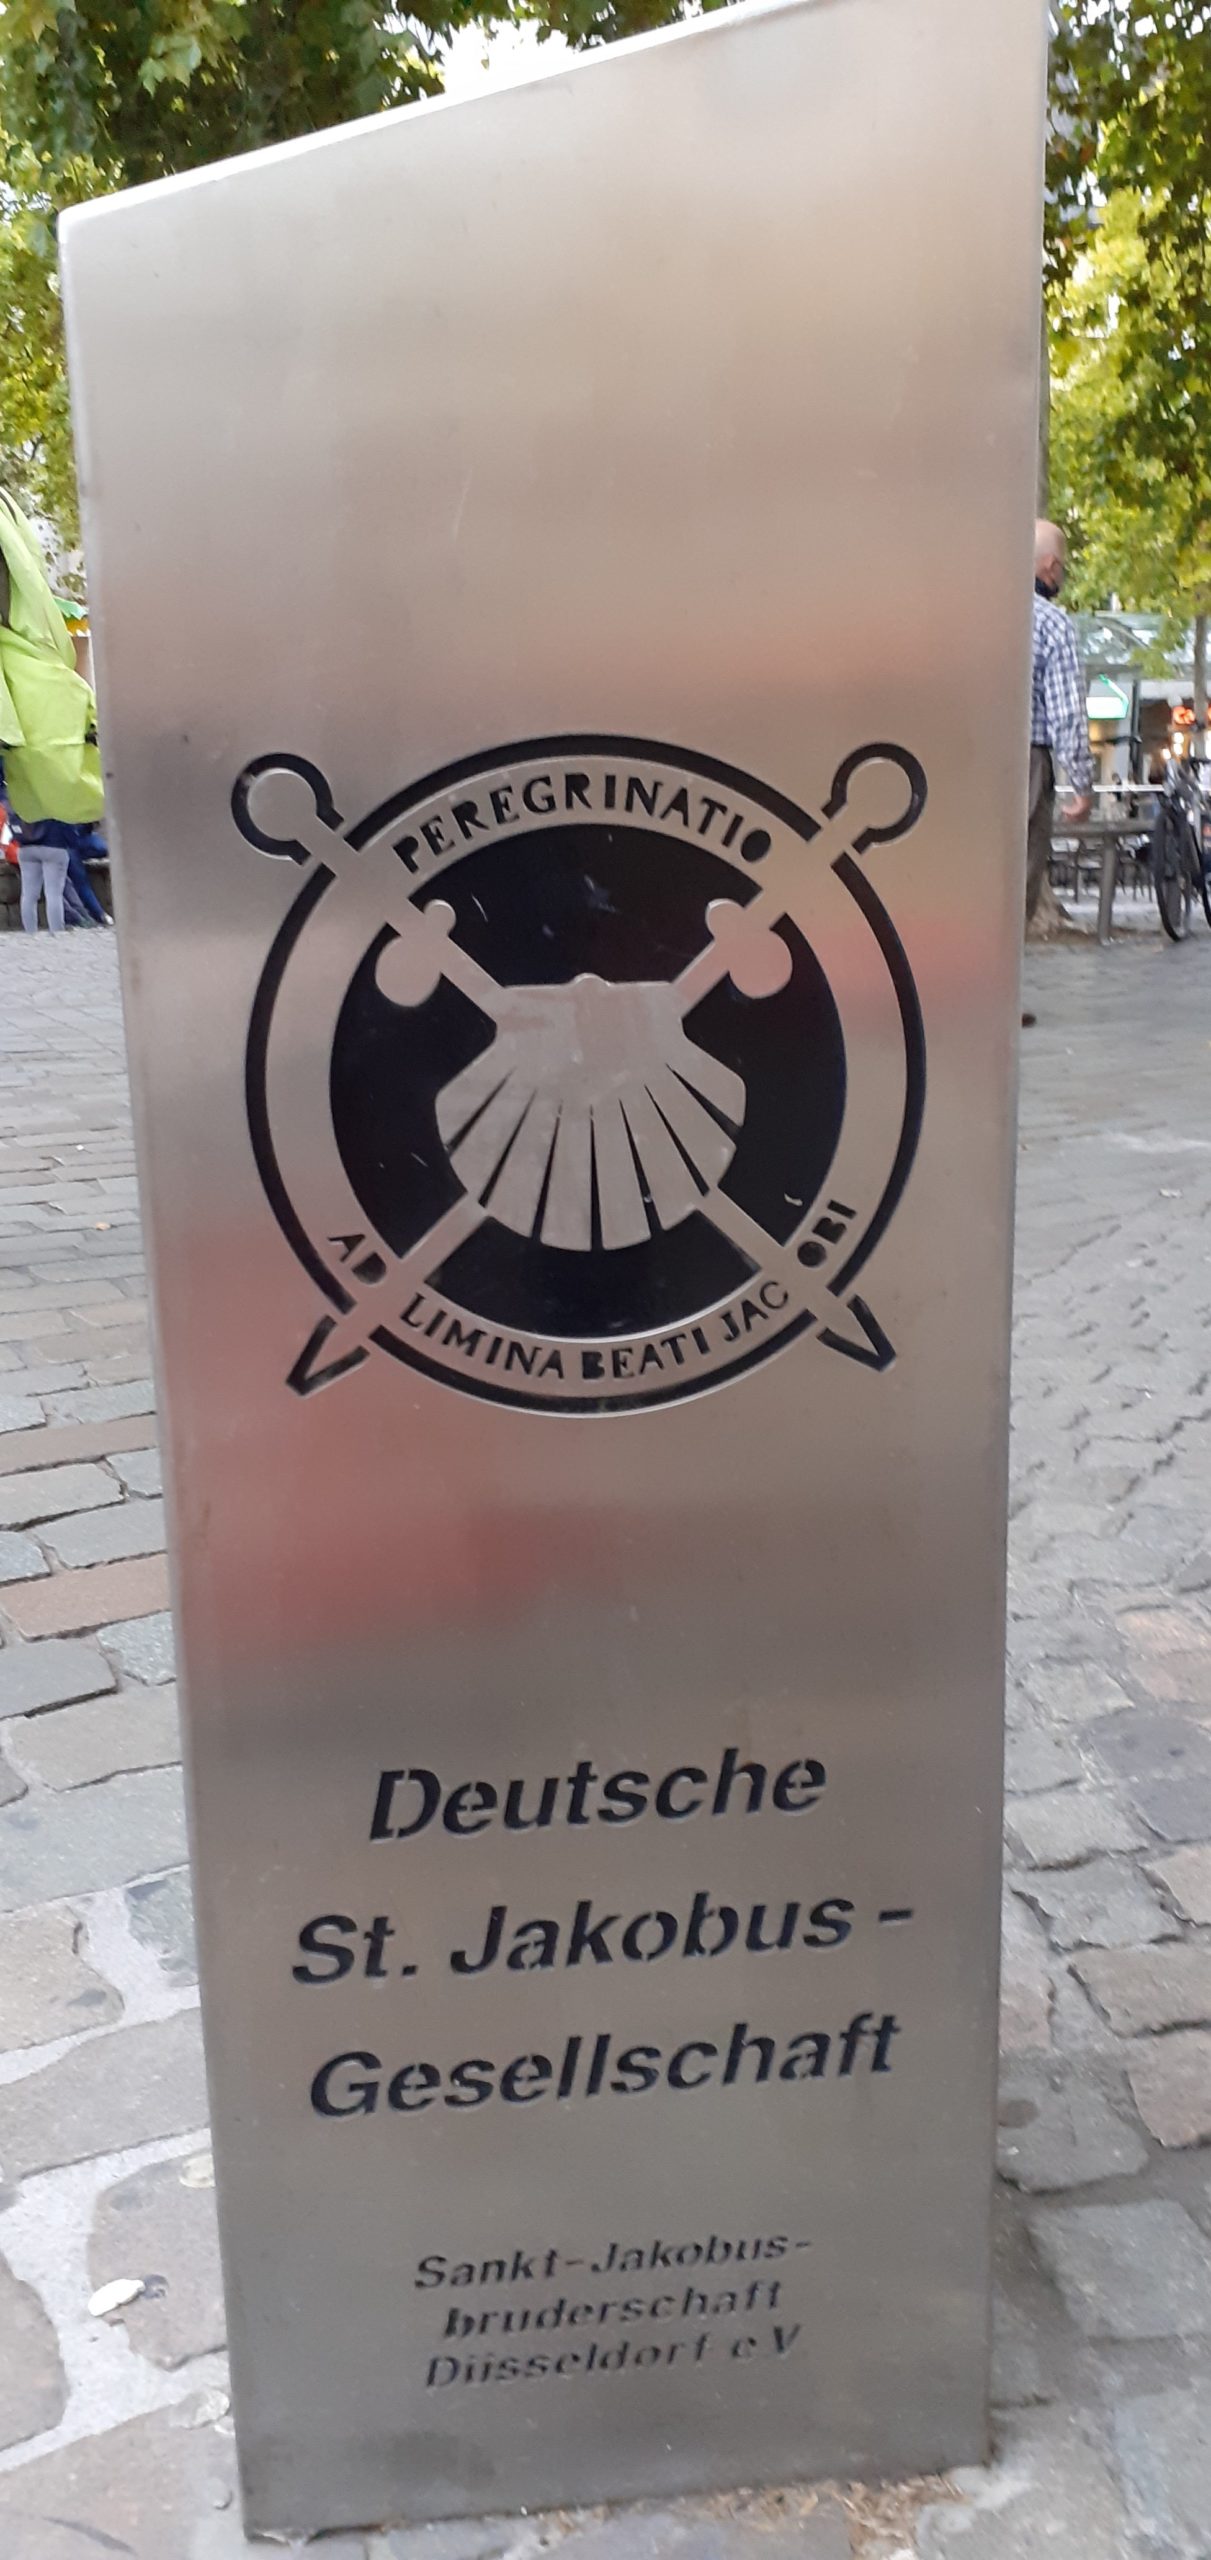 PEREGRINATIO
AD LIMINA BEATI JACOBI
Deutsche
St. Jakobus-
Gesellschaft
Sankt-Jakobus-
bruderschaft
Düsseldorf e V